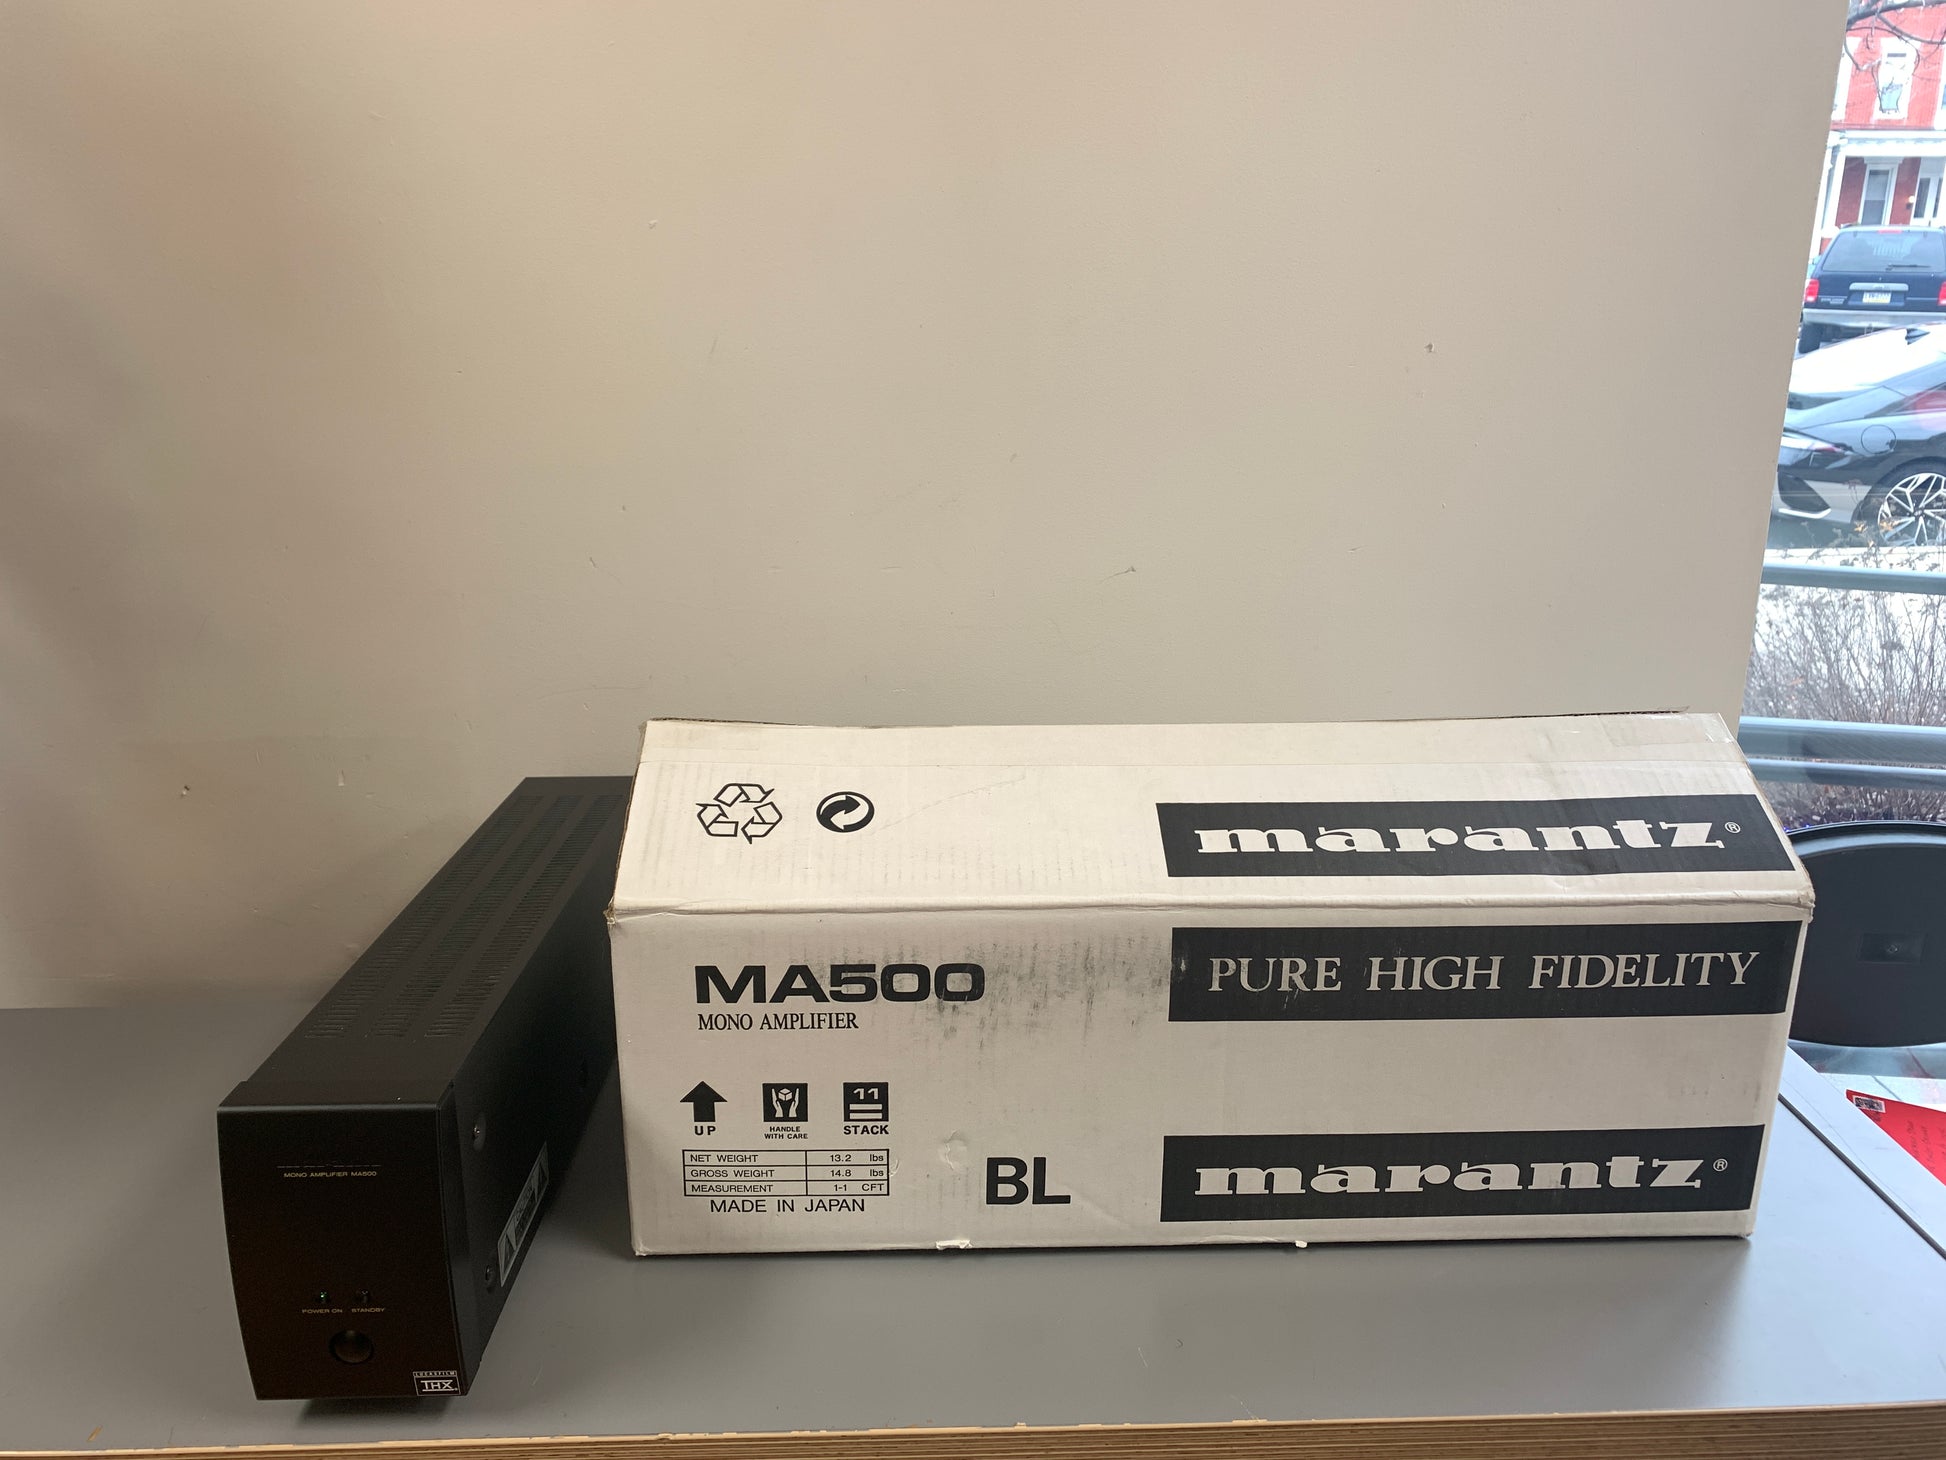 marantz®
MA500
MONO AMPLIFIER
PURE HIGH FIDELITY
UP
HANDLE
WITH CARE
11
STACK
NET WEIGHT 13.2 lbs
GROSS WEIGHT 14.8 lbs
MEASUREMENT 1-1 CFT
MADE IN JAPAN
BL
marantz®
marantz
MONO AMPLIFIER MA500
POWER ON STANDBY
LUCASFILM
THX